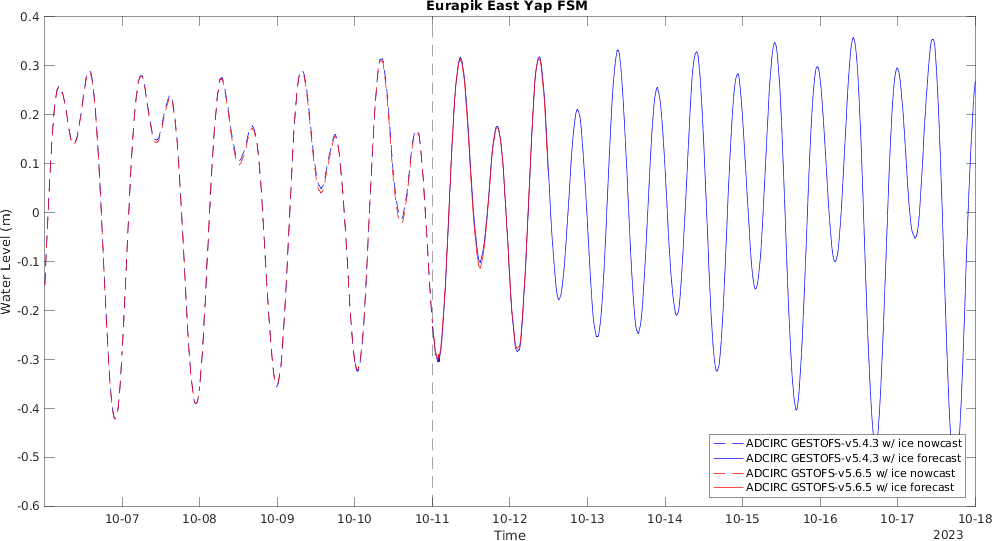 Eurapik East Yap FSM
0.4
0.3
0.2
0.1
0
-0.1
-0.2
-0.3
-0.4
-0.5
-0.6
Water Level (m)
ADCIRC GESTOFS-v5.4.3 w/ ice nowcast
ADCIRC GESTOFS-v5.4.3 w/ ice forecast
ADCIRC GSTOFS-v5.6.5 w/ ice nowcast
ADCIRC GSTOFS-v5.6.5 w/ ice forecast
10-07 10-08 10-09 10-10 10-11 10-12 10-13 10-14 10-15 10-16 10-17 10-18
Time
2023